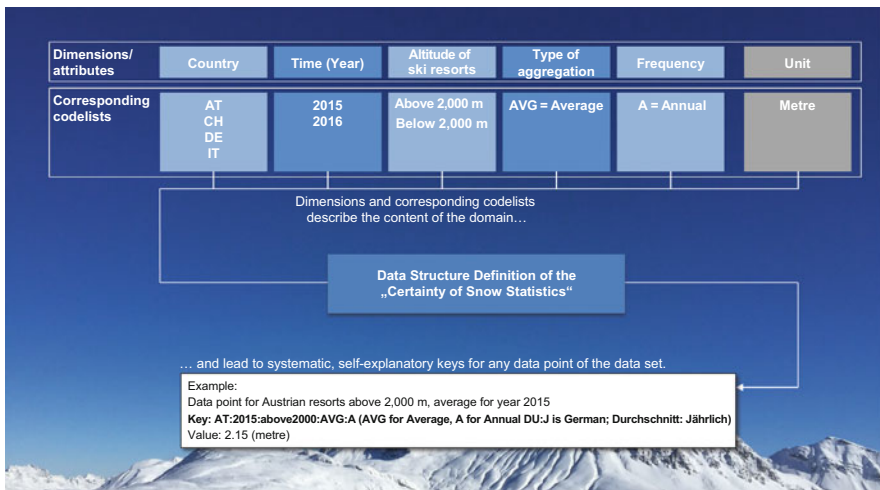 Dimensions/
attributes
Country
Time (Year)
Altitude of
ski resorts
Type of
aggregation
Frequency
Unit
Corresponding
codelists
AT
CH
DE
IT
2015
2016
Above 2,000 m
Below 2,000 m
AVG = Average
A = Annual
Metre
Dimensions and corresponding codelists
describe the content of the domain…
Data Structure Definition of the
„Certainty of Snow Statistics“
… and lead to systematic, self-explanatory keys for any data point of the data set.
Example:
Data point for Austrian resorts above 2,000 m, average for year 2015
Key: AT:2015:above2000:AVG:A (AVG for Average, A for Annual DU:J is German; Durchschnitt: Jährlich)
Value: 2.15 (metre)